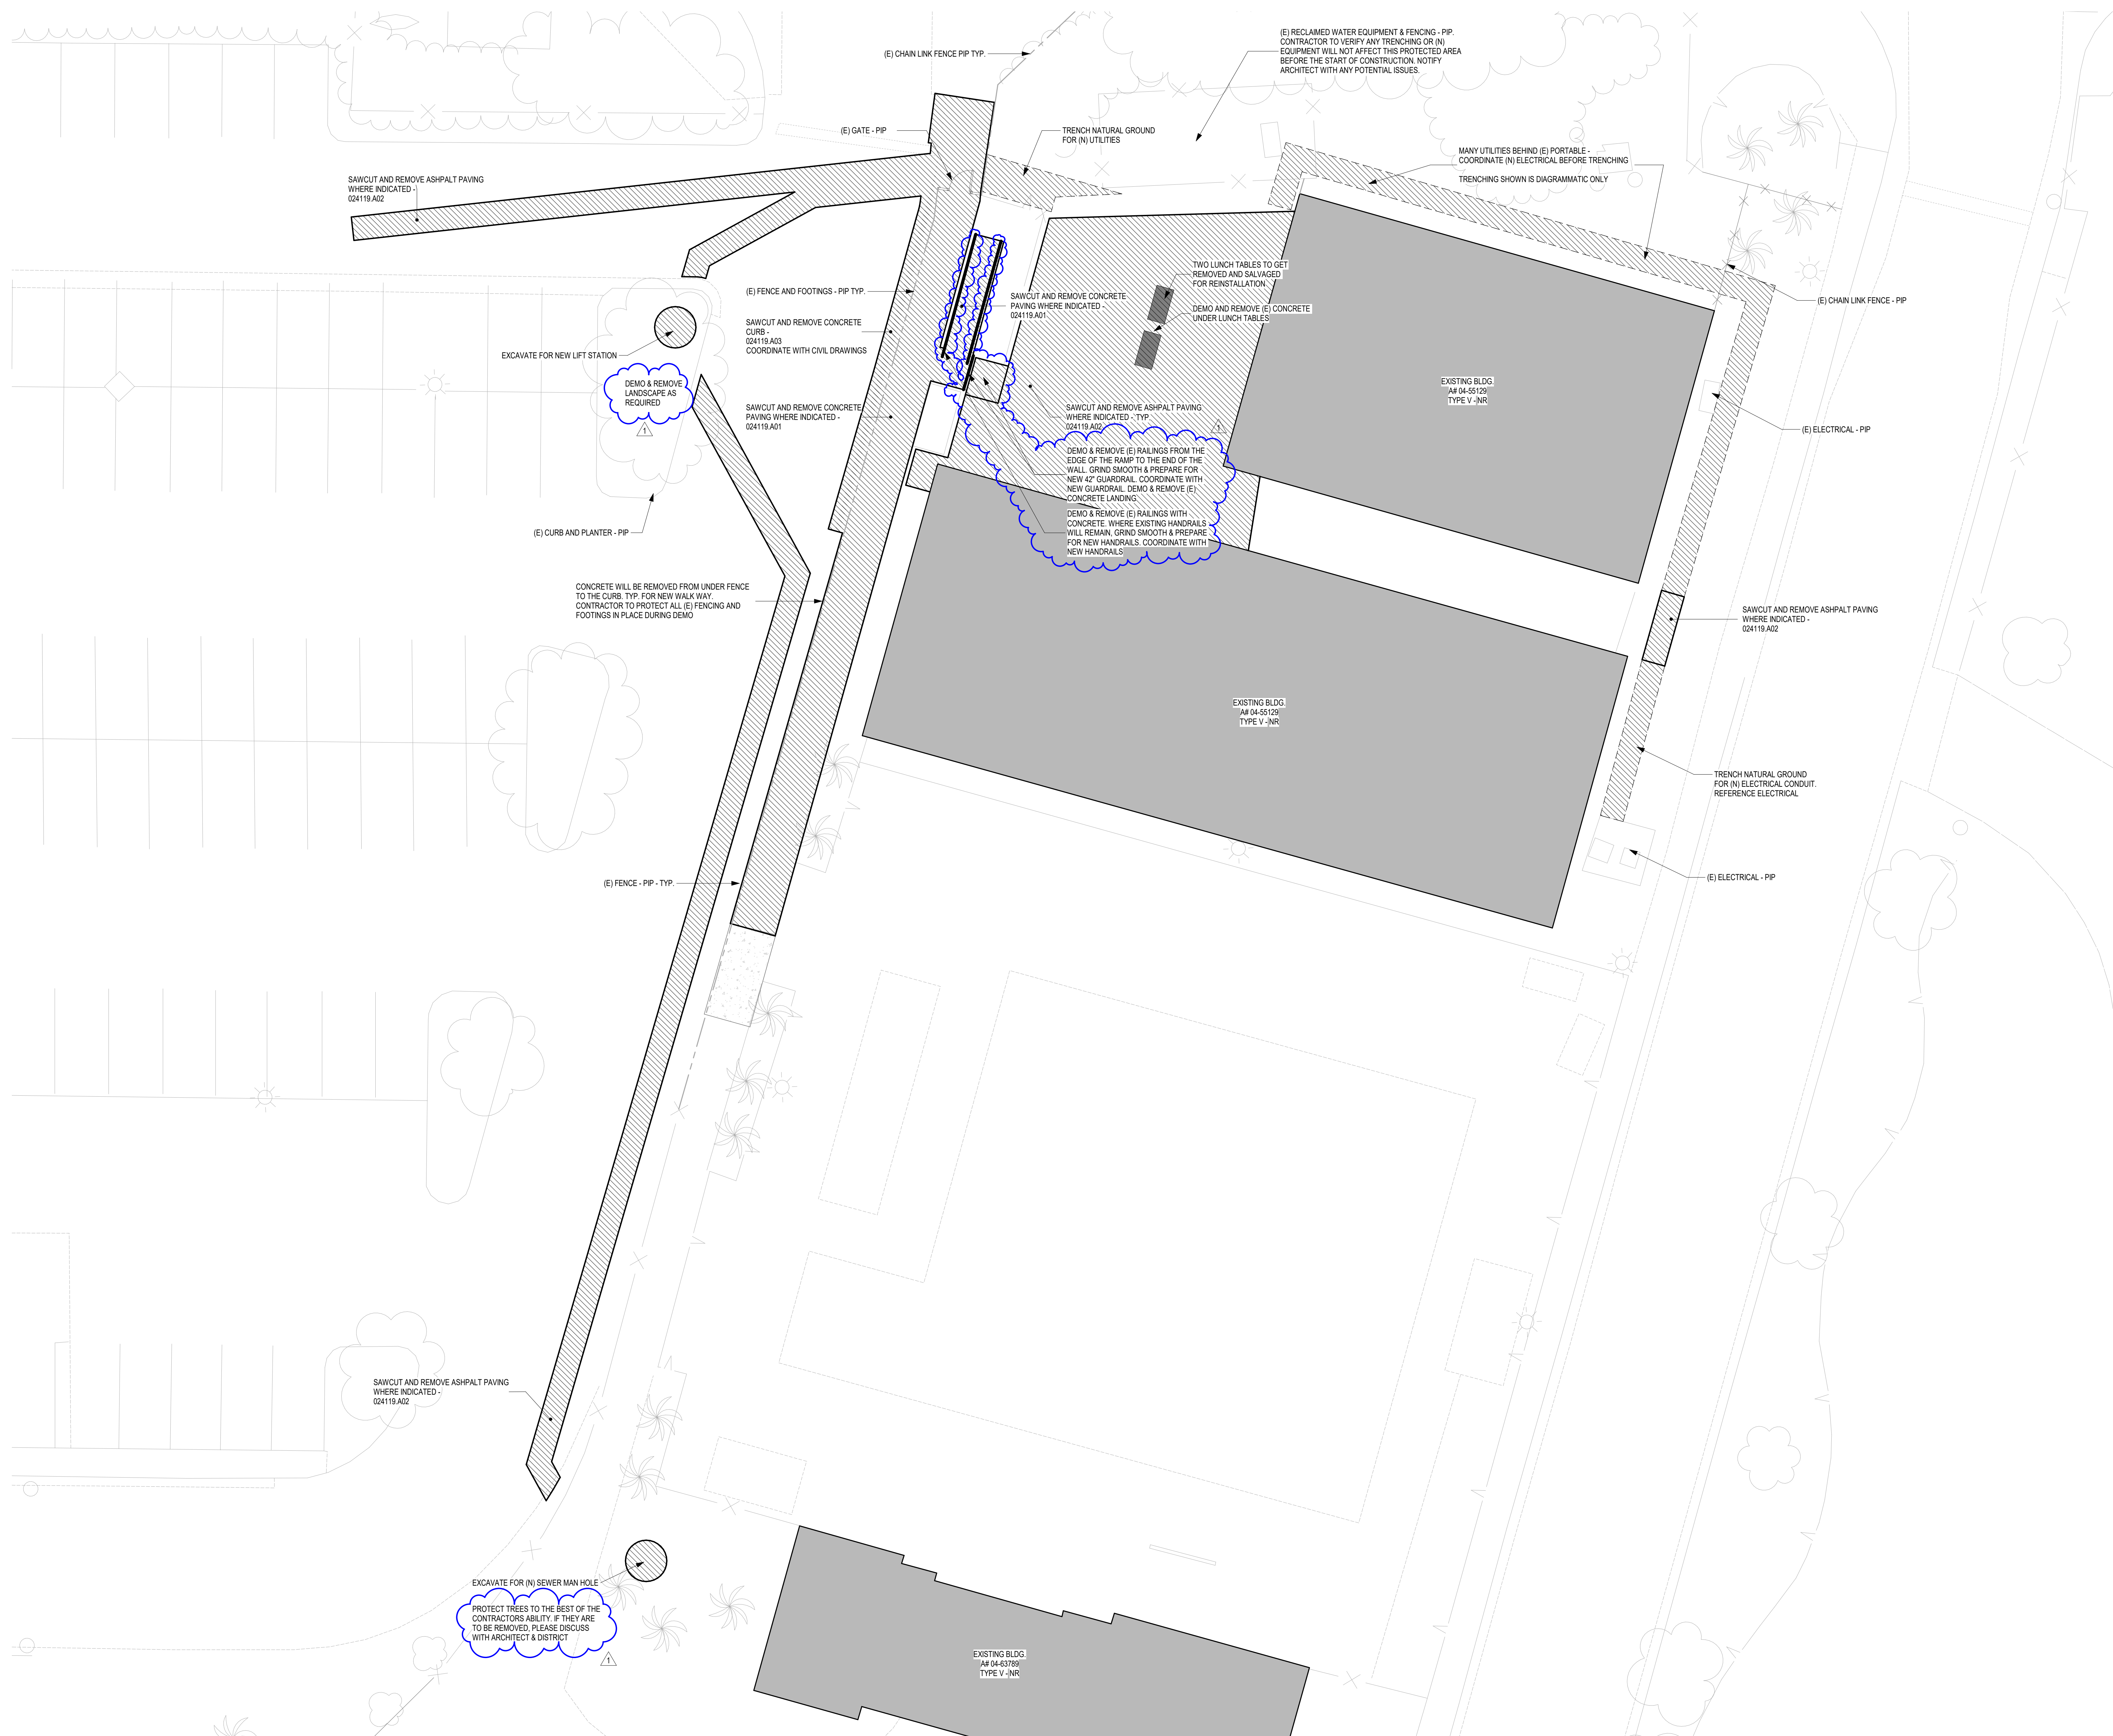 (E) RECLAIMED WATER EQUIPMENT & FENCING - PIP.
CONTRACTOR TO VERIFY ANY TRENCHING OR (N)
EQUIPMENT WILL NOT AFFECT THIS PROTECTED AREA
BEFORE THE START OF CONSTRUCTION. NOTIFY
ARCHITECT WITH ANY POTENTIAL ISSUES.
(E) CHAIN LINK FENCE PIP TYP.
(E) GATE - PIP
TRENCH NATURAL GROUND
FOR (N) UTILITIES
MANY UTILITIES BEHIND (E) PORTABLE -
COORDINATE (N) ELECTRICAL BEFORE TRENCHING
TRENCHING SHOWN IS DIAGRAMMATIC ONLY
SAWCUT AND REMOVE ASHPALT PAVING
WHERE INDICATED -
024119.A02
TWO LUNCH TABLES TO GET
REMOVED AND SALVAGED
FOR REINSTALLATION
(E) FENCE AND FOOTINGS - PIP TYP.
SAWCUT AND REMOVE CONCRETE
PAVING WHERE INDICATED -
024119.A01
DEMO AND REMOVE (E) CONCRETE
UNDER LUNCH TABLES
(E) CHAIN LINK FENCE - PIP
SAWCUT AND REMOVE CONCRETE
CURB -
024119.A03
COORDINATE WITH CIVIL DRAWINGS
EXCAVATE FOR NEW LIFT STATION
DEMO & REMOVE
LANDSCAPE AS
REQUIRED
1
EXISTING BLDG.
A# 04-55129
TYPE V - NR
SAWCUT AND REMOVE CONCRETE
PAVING WHERE INDICATED -
024119.A01
SAWCUT AND REMOVE ASHPALT PAVING
WHERE INDICATED - TYP
024119.A02
1
(E) ELECTRICAL - PIP
DEMO & REMOVE (E) RAILINGS FROM THE
EDGE OF THE RAMP TO THE END OF THE
WALL. GRIND SMOOTH & PREPARE FOR
NEW 42" GUARDRAIL. COORDINATE WITH
NEW GUARDRAIL. DEMO & REMOVE (E)
CONCRETE LANDING
DEMO & REMOVE (E) RAILINGS WITH
CONCRETE. WHERE EXISTING HANDRAILS
WILL REMAIN, GRIND SMOOTH & PREPARE
FOR NEW HANDRAILS. COORDINATE WITH
NEW HANDRAILS
(E) CURB AND PLANTER - PIP
CONCRETE WILL BE REMOVED FROM UNDER FENCE
TO THE CURB. TYP. FOR NEW WALK WAY.
CONTRACTOR TO PROTECT ALL (E) FENCING AND
FOOTINGS IN PLACE DURING DEMO
SAWCUT AND REMOVE ASHPALT PAVING
WHERE INDICATED -
024119.A02
EXISTING BLDG.
A# 04-55129
TYPE V - NR
TRENCH NATURAL GROUND
FOR (N) ELECTRICAL CONDUIT.
REFERENCE ELECTRICAL
(E) FENCE - PIP - TYP.
(E) ELECTRICAL - PIP
SAWCUT AND REMOVE ASHPALT PAVING
WHERE INDICATED -
024119.A02
EXCAVATE FOR (N) SEWER MAN HOLE
PROTECT TREES TO THE BEST OF THE
CONTRACTORS ABILITY. IF THEY ARE
TO BE REMOVED, PLEASE DISCUSS
WITH ARCHITECT & DISTRICT
1
EXISTING BLDG.
A# 04-63789
TYPE V - NR